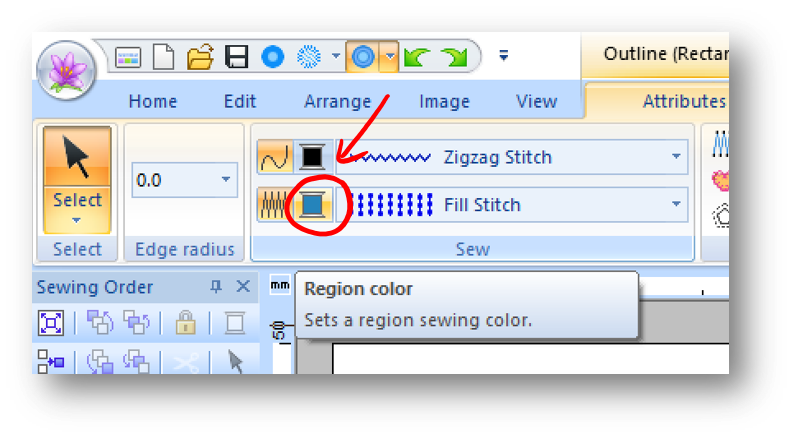 Outline (Rectar
Home Edit Arrange Image View Attributes
0.0
Zigzag Stitch
Select
Fill Stitch
Select Edge radius Sew
Sewing Order
mm
Region color
Sets a region sewing color.
50